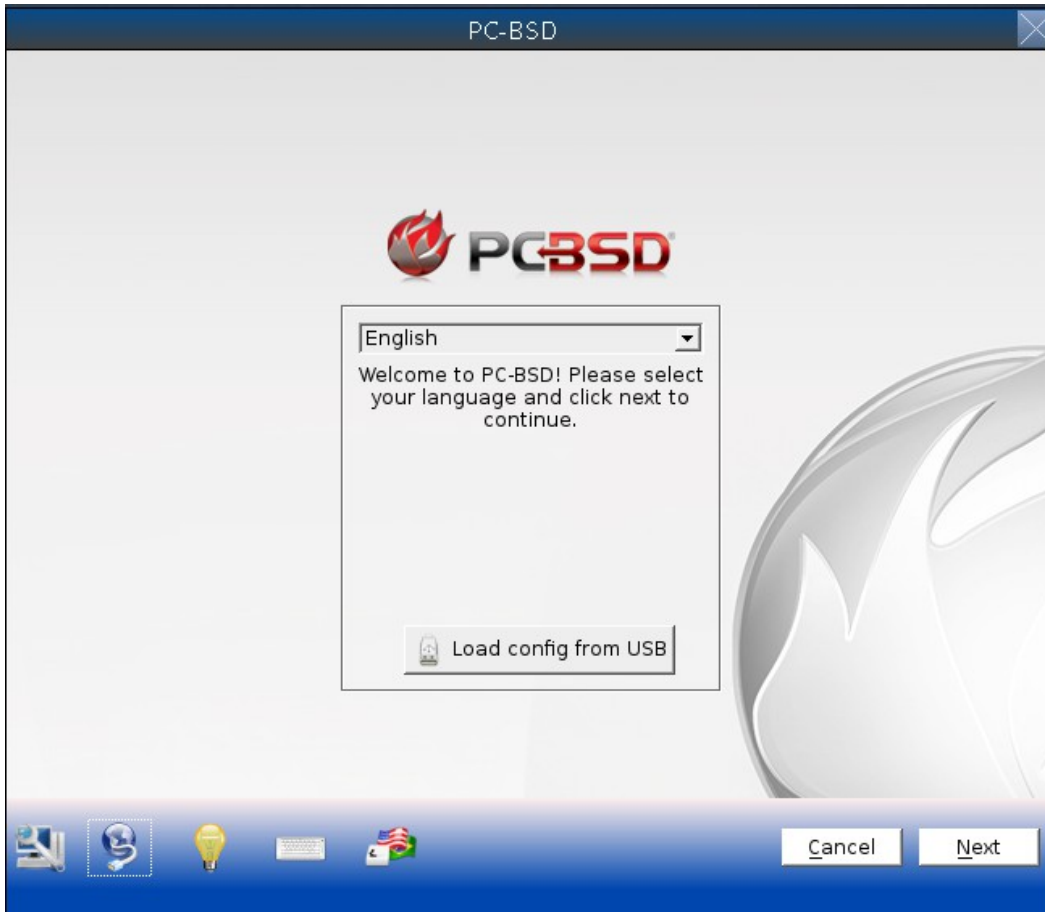 PC-BSD
PCBSD
English
Welcome to PC-BSD! Please select
your language and click next to
continue.
Load config from USB
Cancel
Next